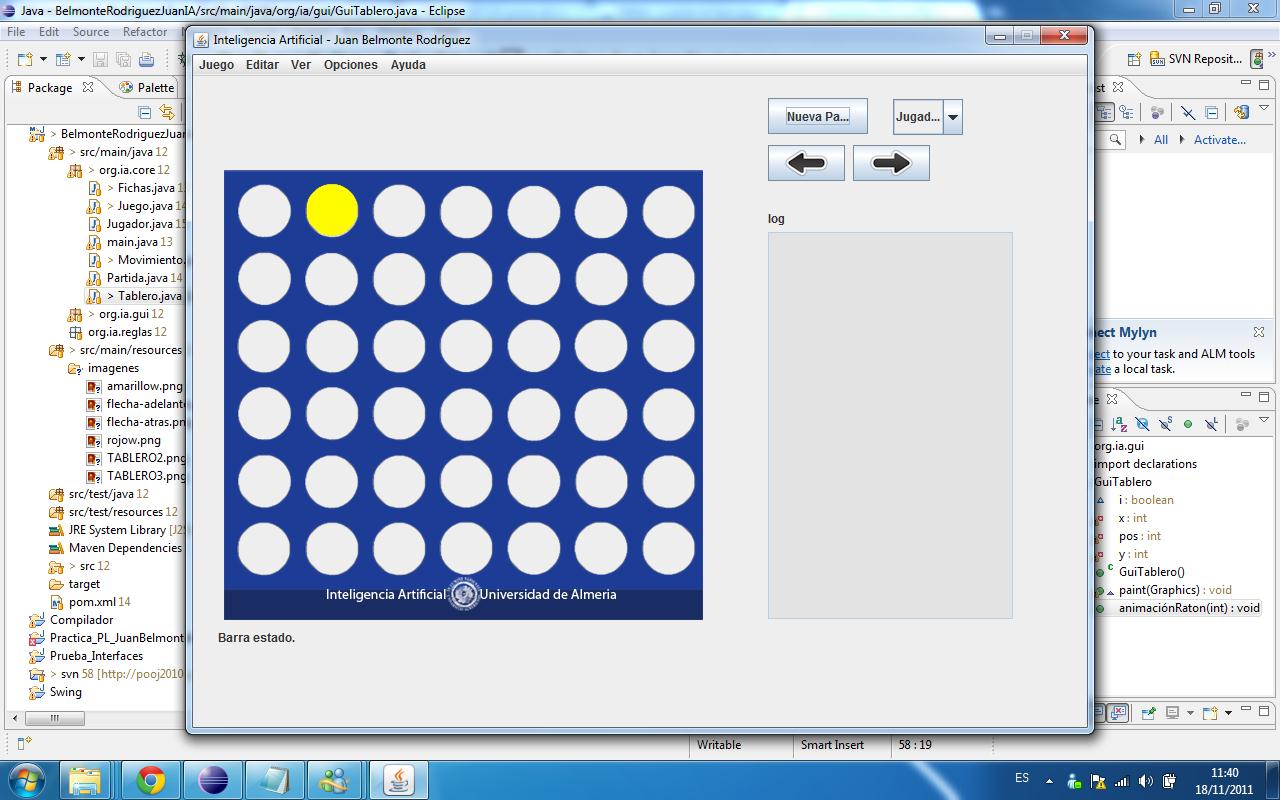 Java - BelmonteRodriguezJuanIA/src/main/java/org/ia/gui/GuiTablero.java - Eclipse
File Edit Source Refactor
Package
Palette
SVN Reposit...
> BelmonteRodriguezJuan
> src/main/java 12
> org.ia.core 12
> Fichas.java
> Juego.java 14
Jugador.java 15
main.java 13
> Movimiento.
Partida.java 14
> Tablero.java
> org.ia.gui 12
org.ia.reglas 12
> src/main/resources
imagenes
amarillow.png
flecha-adelant
flecha-atras.pn
rojow.png
TABLERO2.png
TABLERO3.png
src/test/java 12
src/test/resources 12
JRE System Library [J2S
Maven Dependencies
> src 12
target
pom.xml 14
Compilador
Practica_PL_JuanBelmont
Prueba_Interfaces
> svn 58 [http://pooj2010
Swing
Inteligencia Artificial - Juan Belmonte Rodríguez
Juego Editar Ver Opciones Ayuda
Nueva Pa...
Jugad...
log
Inteligencia Artificial
Universidad de Almeria
Barra estado.
st
All
Activate...
ect Mylyn
ect to your task and ALM tools
ate a local task.
e
org.ia.gui
import declarations
GuiTablero
i : boolean
x : int
pos : int
y : int
GuiTablero()
paint(Graphics) : void
animaciónRaton(int) : void
Writable
Smart Insert
58 : 19
ES
11:40
18/11/2011